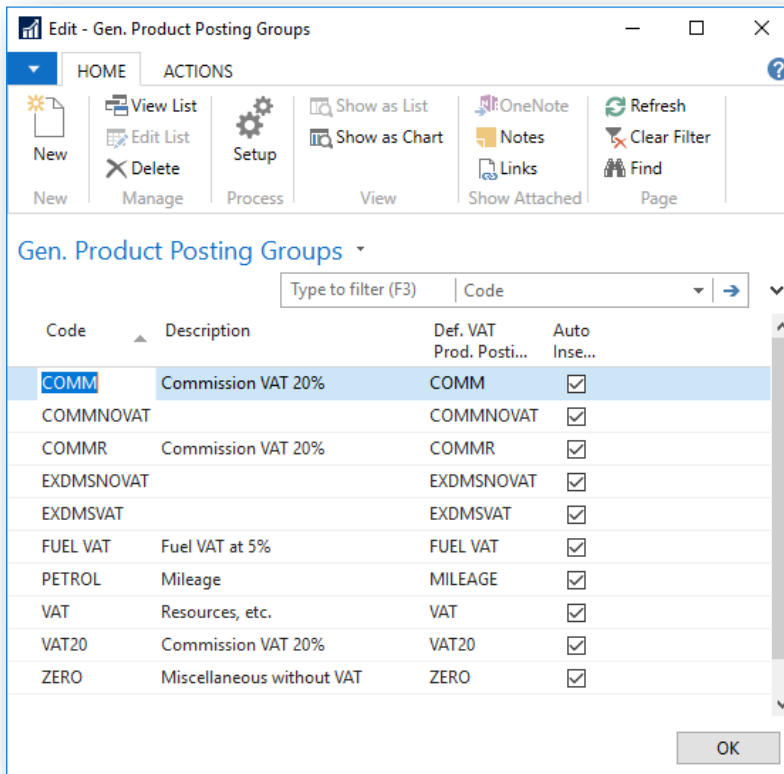 Edit - Gen. Product Posting Groups
HOME ACTIONS
New
View List
Edit List
Delete
Setup
Show as List
Show as Chart
OneNote
Notes
Links
Refresh
Clear Filter
Find
New Manage Process View Show Attached Page
Gen. Product Posting Groups
Type to filter (F3) Code
Code Description Def. VAT Prod. Posti... Auto Inse...
COMM Commission VAT 20% COMM
COMMNOVAT COMMNOVAT
COMMR Commission VAT 20% COMMR
EXDMSNOVAT EXDMSNOVAT
EXDMSVAT EXDMSVAT
FUEL VAT Fuel VAT at 5% FUEL VAT
PETROL Mileage MILEAGE
VAT Resources, etc. VAT
VAT20 Commission VAT 20% VAT20
ZERO Miscellaneous without VAT ZERO
OK